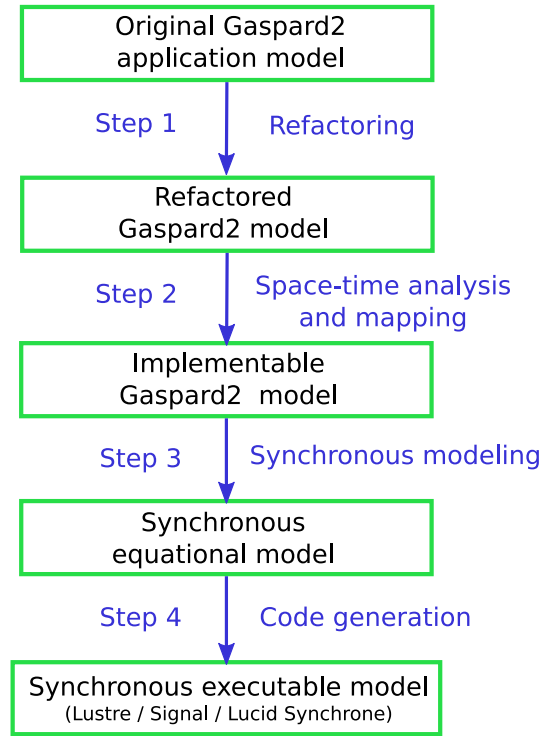 Original Gaspard2
application model
Step 1
Refactoring
Refactored
Gaspard2 model
Step 2
Space-time analysis
and mapping
Implementable
Gaspard2 model
Step 3
Synchronous modeling
Synchronous
equational model
Step 4
Code generation
Synchronous executable model
(Lustre / Signal / Lucid Synchrone)